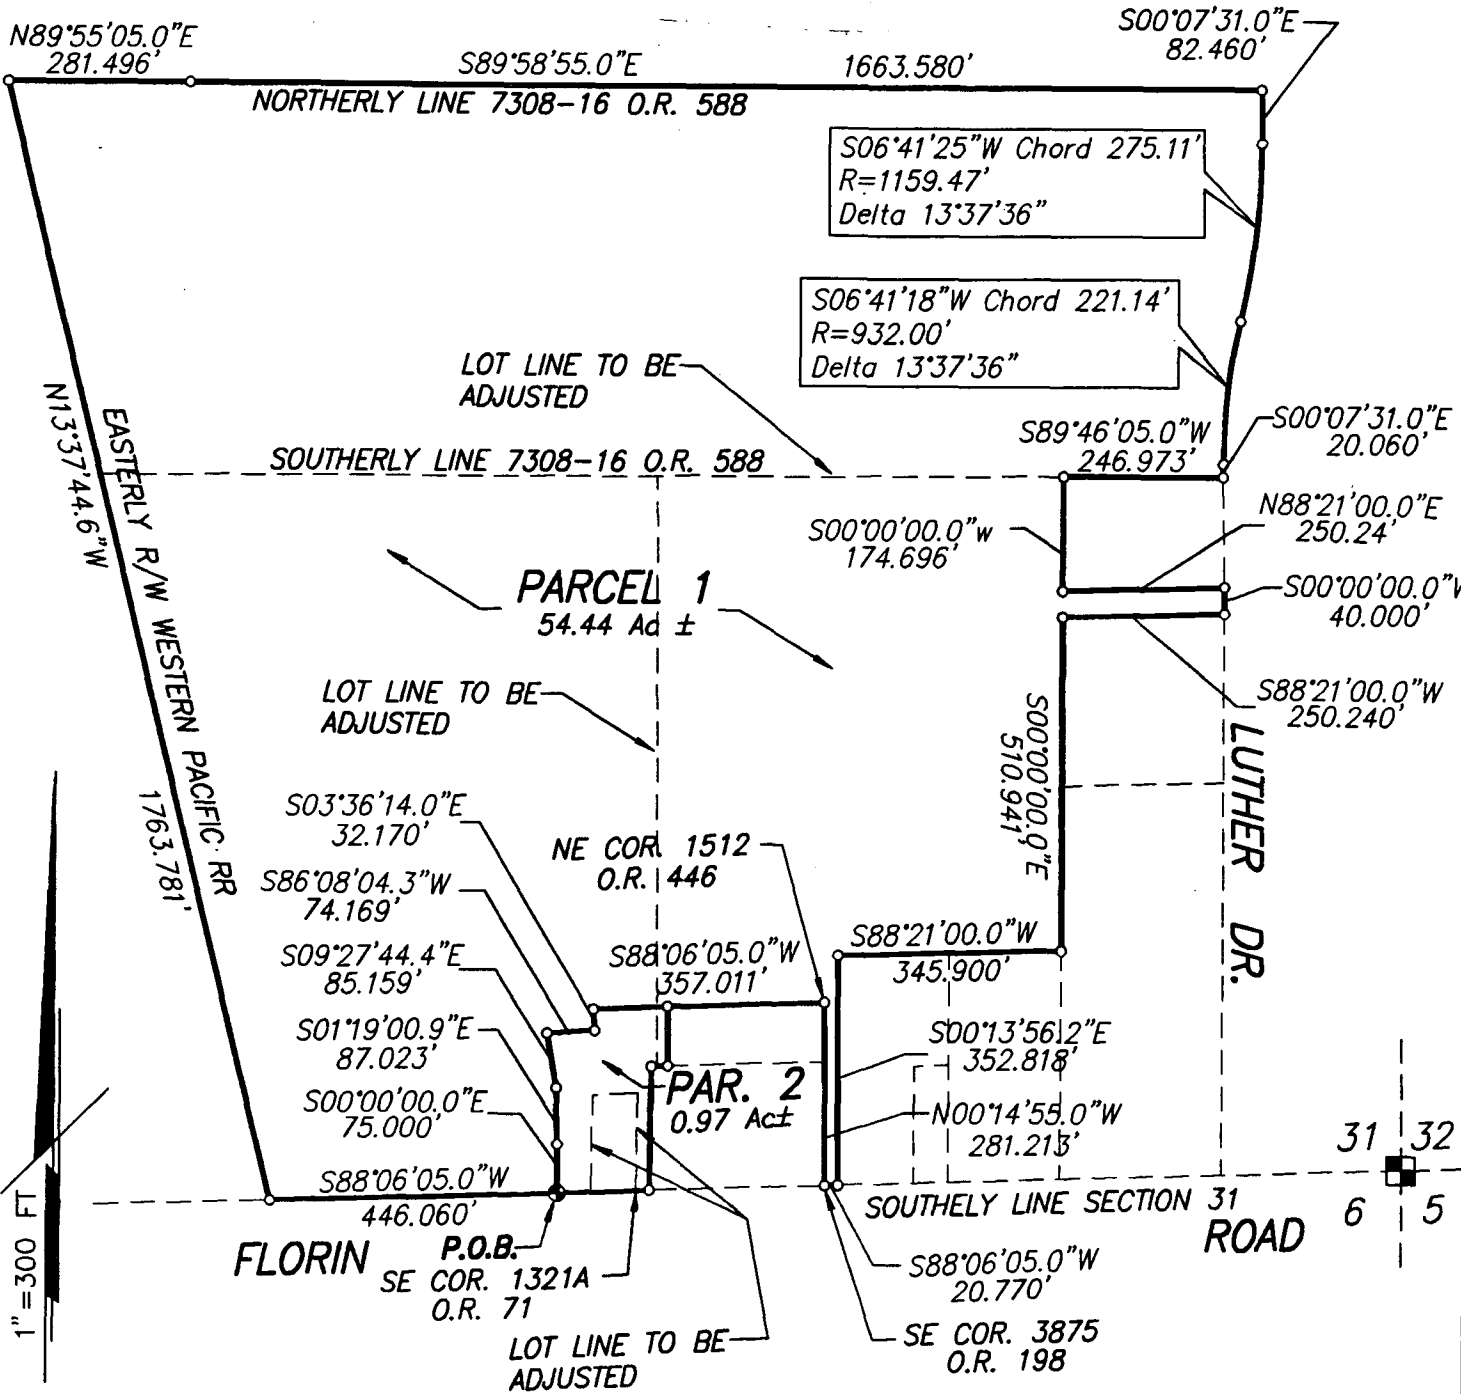 N89°55'05.0"E
281.496'
S89°58'55.0"E
1663.580'
S00°07'31.0"E
82.460'
NORTHERLY LINE 7308-16 O.R. 588
S06°41'25"W Chord 275.11'
R=1159.47'
Delta 13°37'36"
S06°41'18"W Chord 221.14'
R=932.00'
Delta 13°37'36"
LOT LINE TO BE
ADJUSTED
N13°37'44.6"W
1763.781'
EASTERLY R/W WESTERN PACIFIC RR
SOUTHERLY LINE 7308-16 O.R. 588
S89°46'05.0"W
246.973'
S00°07'31.0"E
20.060'
S00°00'00.0"w
174.696'
N88°21'00.0"E
250.24'
S00°00'00.0"W
40.000'
PARCEL 1
54.44 Ac ±
S88°21'00.0"W
250.240'
LOT LINE TO BE
ADJUSTED
S00°00'00.0"E
510.941'
LUTHER DR.
S03°36'14.0"E
32.170'
NE COR. 1512
O.R. 446
S86°08'04.3"W
74.169'
S88°06'05.0"W
357.011'
S88°21'00.0"W
345.900'
S09°27'44.4"E
85.159'
S01°19'00.9"E
87.023'
S00°13'56.2"E
352.818'
PAR. 2
0.97 Ac±
S00°00'00.0"E
75.000'
N00°14'55.0"W
281.213'
31 32
6 5
S88°06'05.0"W
446.060'
SOUTHELY LINE SECTION 31
FLORIN ROAD
P.O.B.
SE COR. 1321A
O.R. 71
S88°06'05.0"W
20.770'
SE COR. 3875
O.R. 198
LOT LINE TO BE
ADJUSTED
1"=300 FT